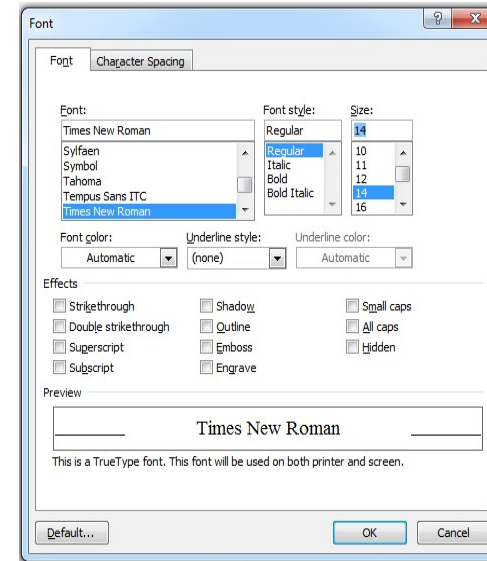 Font
? X
Font Character Spacing
Font: Font style: Size:
Times New Roman Regular 14
Sylfaen Regular 10
Symbol Italic 11
Tahoma Bold 12
Tempus Sans ITC Bold Italic 14
Times New Roman 16
Font color: Underline style: Underline color:
Automatic (none) Automatic
Effects
Strikethrough Shadow Small caps
Double strikethrough Outline All caps
Superscript Emboss Hidden
Subscript Engrave
Preview
Times New Roman
This is a TrueType font. This font will be used on both printer and screen.
Default... OK Cancel